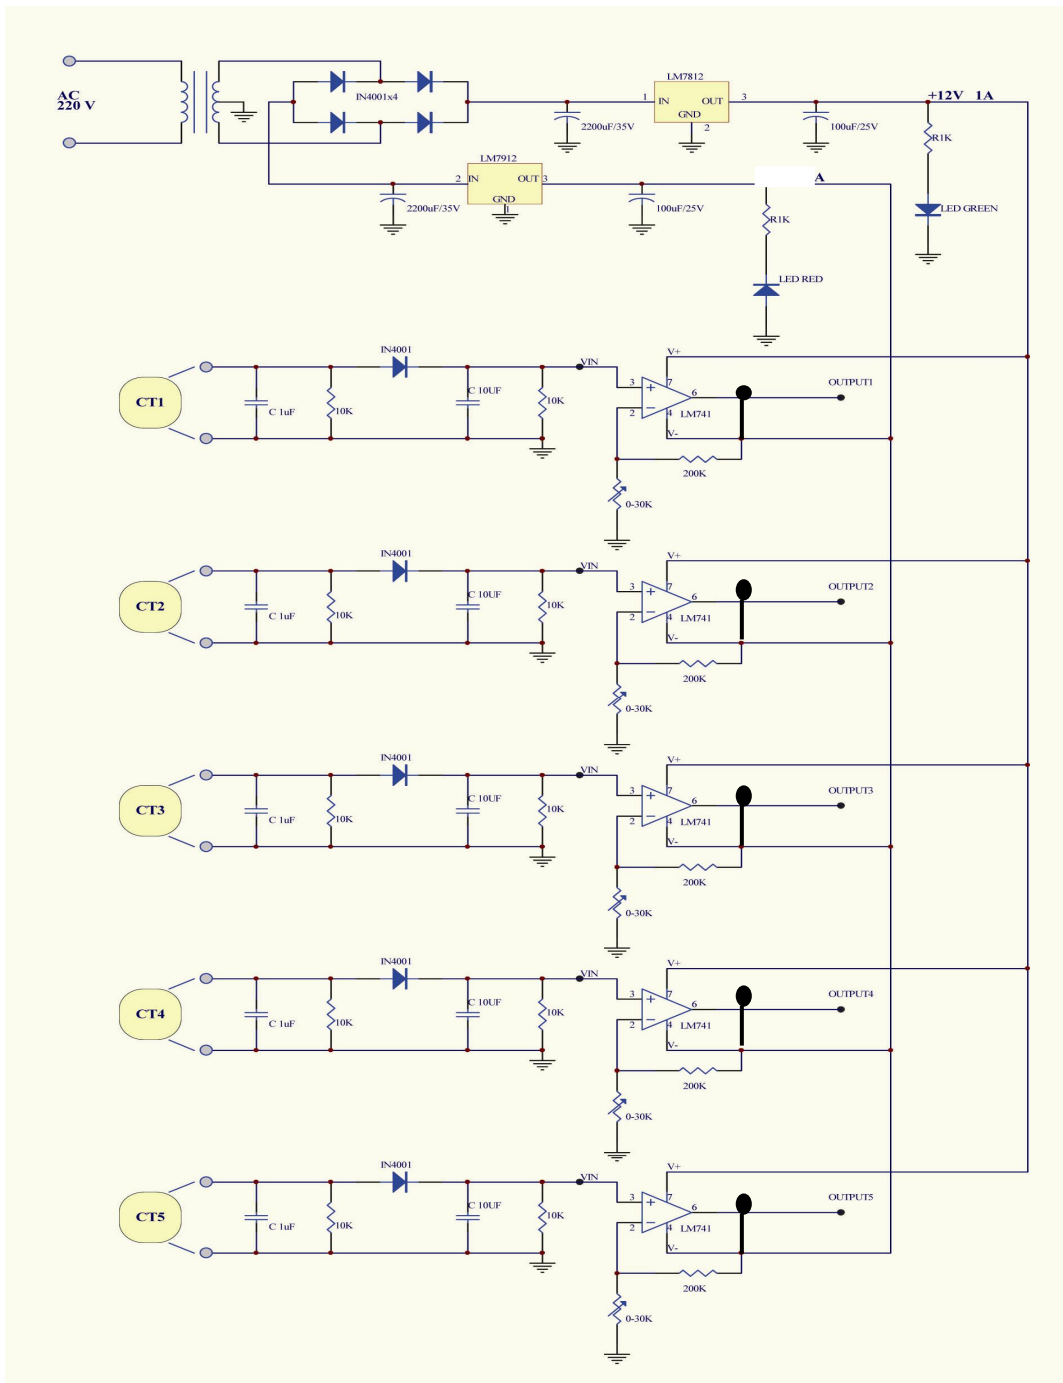 AC
220 V
IN4001x4
2200uF/35V
LM7812
1 IN OUT 3
GND
2
100uF/25V
+12V 1A
R1K
LED GREEN
LM7912
2 IN OUT 3
GND
1
2200uF/35V
100uF/25V
A
R1K
LED RED
CT1
C 1uF
10K
IN4001
C 10UF
10K
VIN
3
2
+
−
V+
7
6
4
V-
LM741
OUTPUT1
200K
0-30K
CT2
C 1uF
10K
IN4001
C 10UF
10K
VIN
3
2
+
−
V+
7
6
4
V-
LM741
OUTPUT2
200K
0-30K
CT3
C 1uF
10K
IN4001
C 10UF
10K
VIN
3
2
+
−
V+
7
6
4
V-
LM741
OUTPUT3
200K
0-30K
CT4
C 1uF
10K
IN4001
C 10UF
10K
VIN
3
2
+
−
V+
7
6
4
V-
LM741
OUTPUT4
200K
0-30K
CT5
C 1uF
10K
IN4001
C 10UF
10K
VIN
3
2
+
−
V+
7
6
4
V-
LM741
OUTPUT5
200K
0-30K